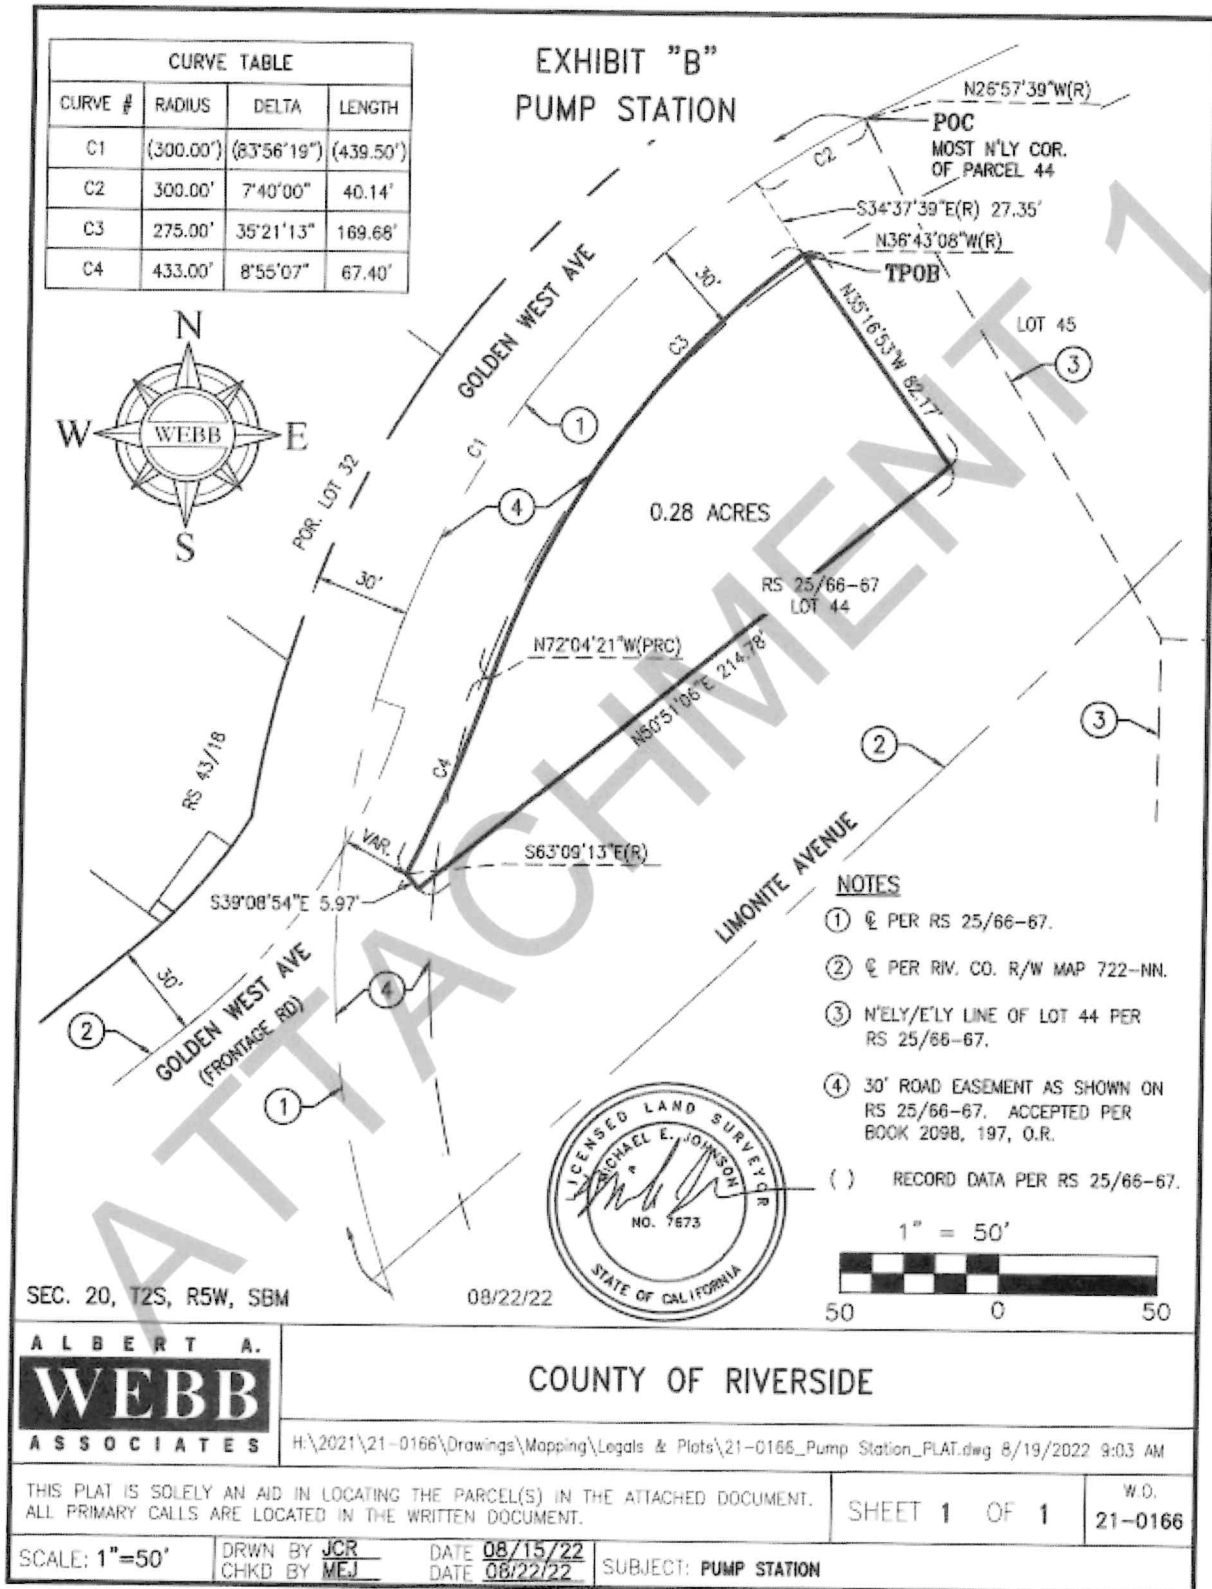 EXHIBIT "B"
PUMP STATION
CURVE TABLE
CURVE # RADIUS DELTA LENGTH
C1 (300.00') (83°56'19") (439.50')
C2 300.00' 7°40'00" 40.14'
C3 275.00' 35°21'13" 169.68'
C4 433.00' 8°55'07" 67.40'
N26°57'39"W(R)
POC
MOST N'LY COR.
OF PARCEL 44
C2
S34°37'39"E(R) 27.35'
N36°43'08"W(R)
TPOB
30'
GOLDEN WEST AVE
C3
N35°16'53"W 62.17'
LOT 45
3
N
W WEBB E
S
1
C1
POR. LOT 32
4
0.28 ACRES
30'
RS 25/66-67
LOT 44
N72°04'21"W(PRC)
N50°51'06"E 214.78'
3
2
RS 43/18
C4
VAR.
S63°09'13"E(R)
LIMONITE AVENUE
S39°08'54"E 5.97'
30'
4
2
GOLDEN WEST AVE
(FRONTAGE RD)
1
NOTES
1 ℄ PER RS 25/66-67.
2 ℄ PER RIV. CO. R/W MAP 722-NN.
3 N'ELY/E'LY LINE OF LOT 44 PER
RS 25/66-67.
4 30' ROAD EASEMENT AS SHOWN ON
RS 25/66-67. ACCEPTED PER
BOOK 2098, 197, O.R.
( ) RECORD DATA PER RS 25/66-67.
LICENSED LAND SURVEYOR
MICHAEL E. JOHNSON
NO. 7673
STATE OF CALIFORNIA
1" = 50'
50 0 50
SEC. 20, T2S, R5W, SBM
08/22/22
ATTACHMENT 1
ALBERT A.
WEBB
ASSOCIATES
COUNTY OF RIVERSIDE
H:\2021\21-0166\Drawings\Mapping\Legals & Plots\21-0166_Pump Station_PLAT.dwg 8/19/2022 9:03 AM
THIS PLAT IS SOLELY AN AID IN LOCATING THE PARCEL(S) IN THE ATTACHED DOCUMENT.
ALL PRIMARY CALLS ARE LOCATED IN THE WRITTEN DOCUMENT.
SHEET 1 OF 1
W.O.
21-0166
SCALE: 1"=50'
DRWN BY JCR DATE 08/15/22
CHKD BY MEJ DATE 08/22/22
SUBJECT: PUMP STATION